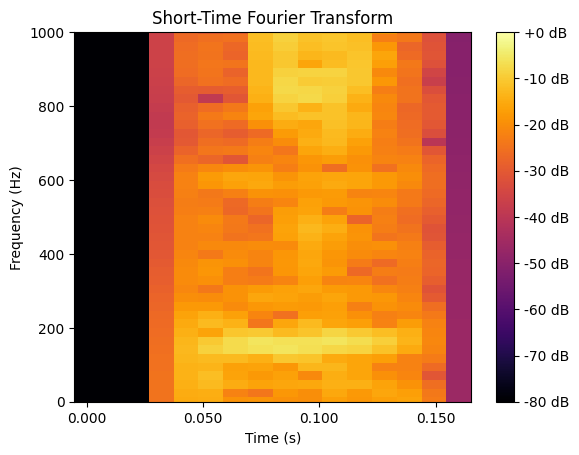 Short-Time Fourier Transform
Frequency (Hz)
1000
800
600
400
200
0
0.000
0.050
0.100
0.150
Time (s)
+0 dB
-10 dB
-20 dB
-30 dB
-40 dB
-50 dB
-60 dB
-70 dB
-80 dB